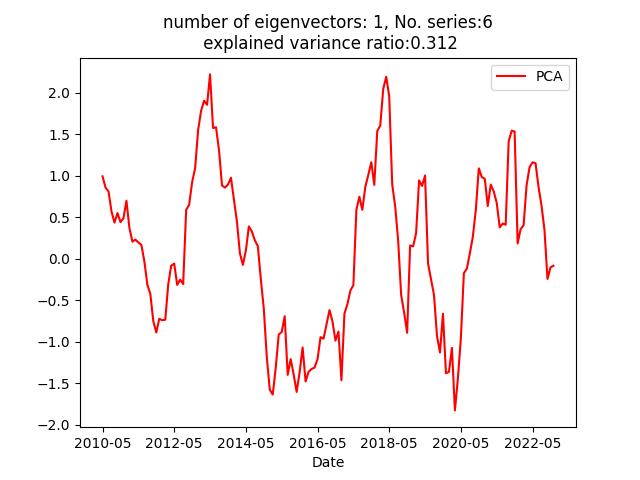 number of eigenvectors: 1, No. series:6
explained variance ratio:0.312
PCA
2.0
1.5
1.0
0.5
0.0
−0.5
−1.0
−1.5
−2.0
2010-05 2012-05 2014-05 2016-05 2018-05 2020-05 2022-05
Date